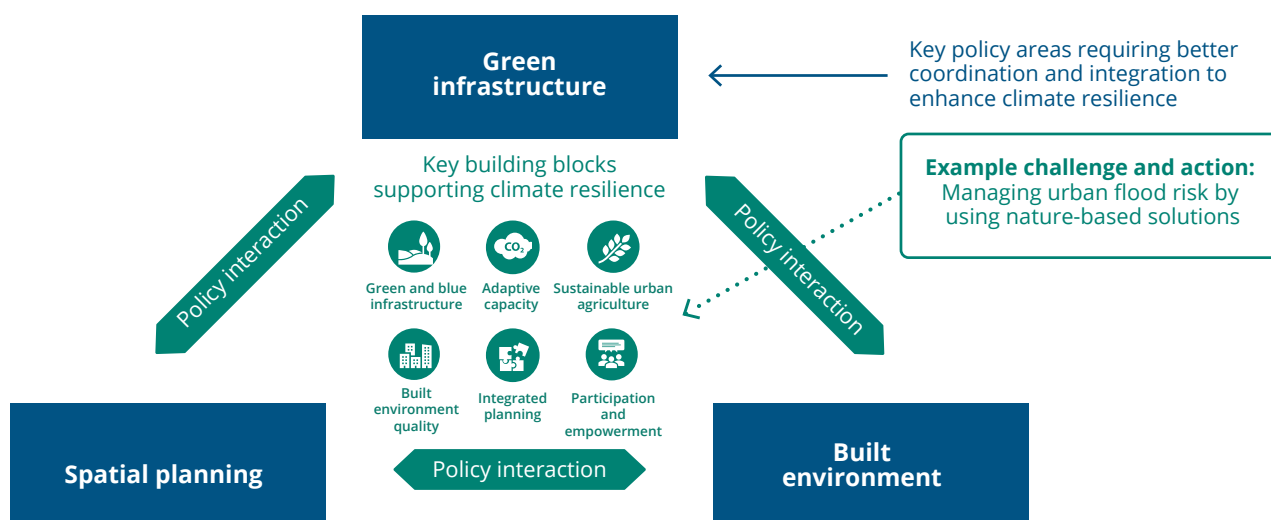 Green
infrastructure
Key policy areas requiring better
coordination and integration to
enhance climate resilience
Example challenge and action:
Managing urban flood risk by
using nature-based solutions
Key building blocks
supporting climate resilience
Policy interaction
Policy interaction
CO₂
Green and blue
infrastructure
Adaptive
capacity
Sustainable urban
agriculture
Built
environment
quality
Integrated
planning
Participation
and
empowerment
Policy interaction
Spatial planning
Built
environment